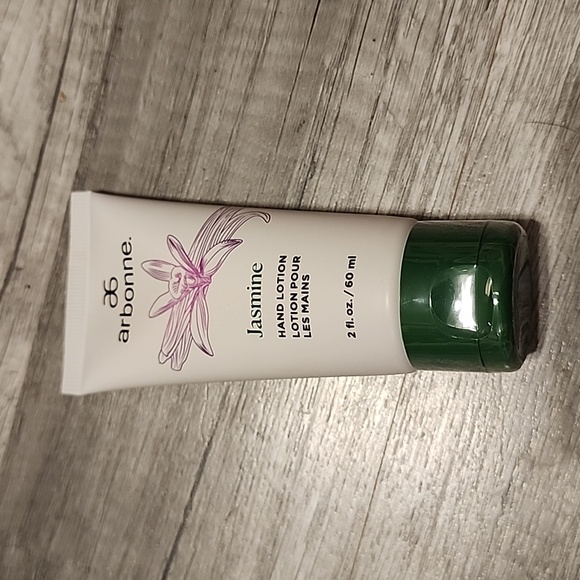 arbonne.
Jasmine
HAND LOTION
LOTION POUR
LES MAINS
2 fl. oz. / 60 ml